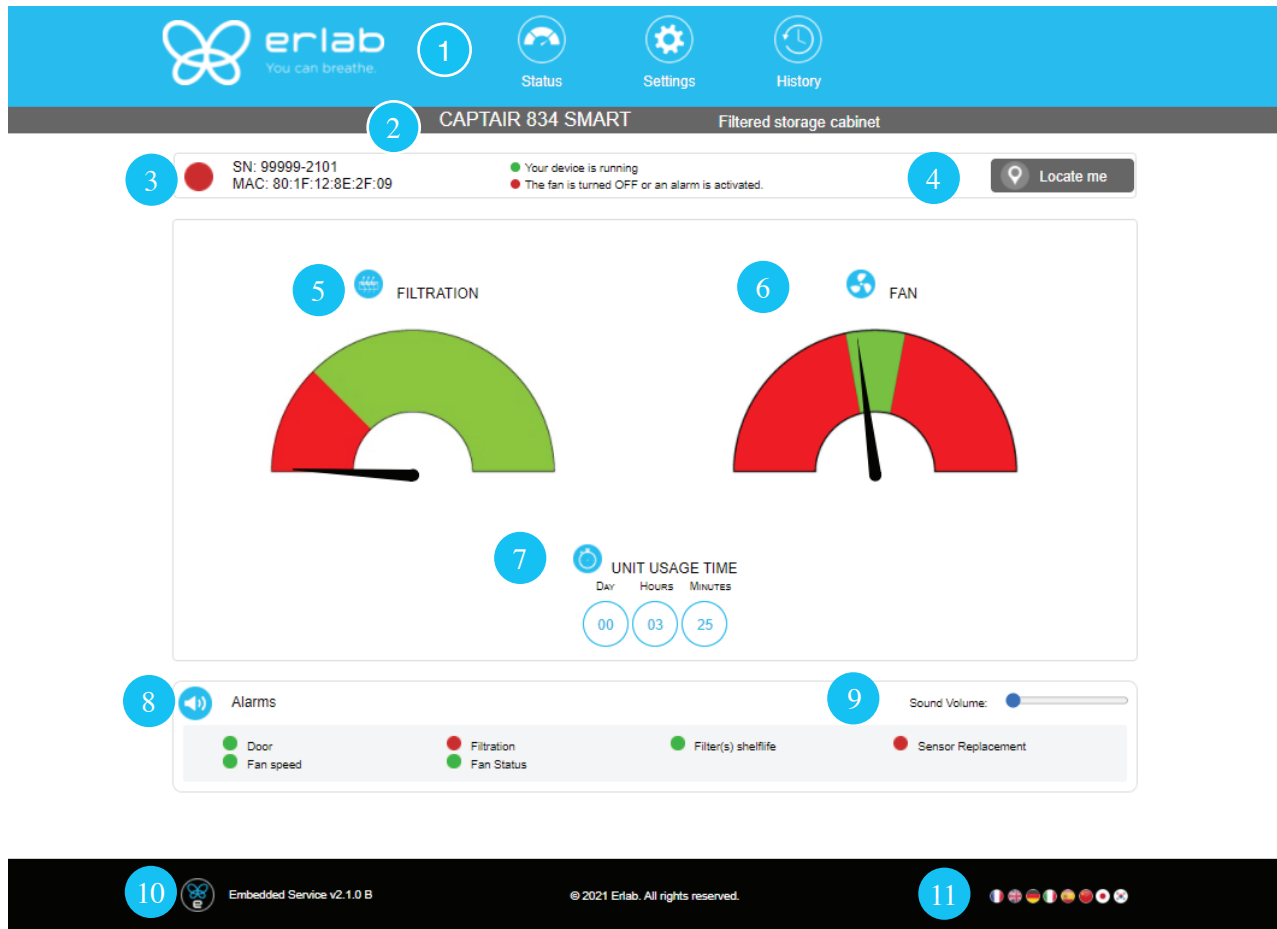 erlab
You can breathe.
1
Status
Settings
History
2
CAPTAIR 834 SMART
Filtered storage cabinet
3
SN: 99999-2101
MAC: 80:1F:12:8E:2F:09
Your device is running
The fan is turned OFF or an alarm is activated.
4
Locate me
5
FILTRATION
6
FAN
7
UNIT USAGE TIME
DAY HOURS MINUTES
00 03 25
8
Alarms
9
Sound Volume:
Door
Filtration
Filter(s) shelflife
Sensor Replacement
Fan speed
Fan Status
10
e
Embedded Service v2.1.0 B
© 2021 Erlab. All rights reserved.
11